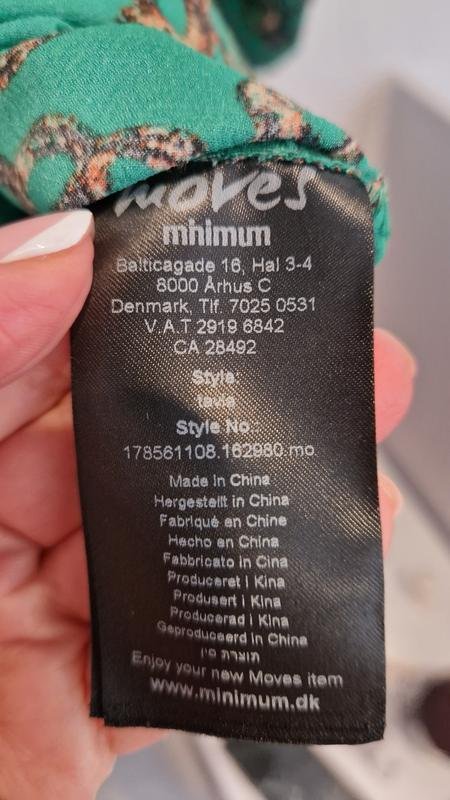 moves
minimum
Balticagade 16, Hal 3-4
8000 Århus C
Denmark, Tlf. 7025 0531
V.A.T 2919 6842
CA 28492
Style:
tavia
Style No.:
178561108.162980.mo
Made in China
Hergestellt in China
Fabriqué en Chine
Hecho en China
Fabbricato in Cina
Produceret i Kina
Produsert i Kina
Producerad i Kina
Geproduceerd in China
תוצרת סין
Enjoy your new Moves item
www.minimum.dk